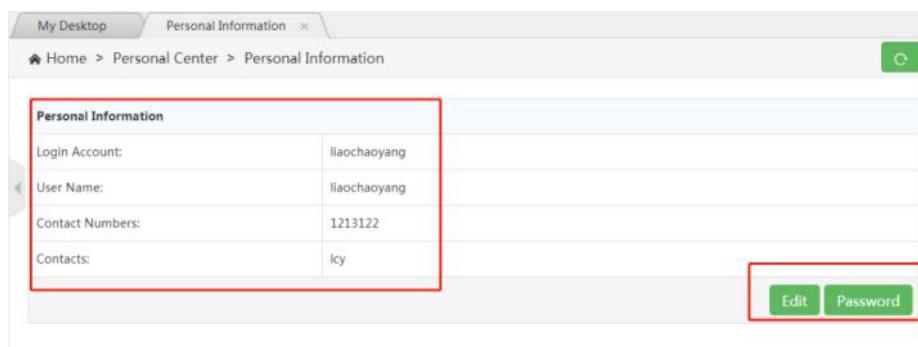 My Desktop Personal Information ×
Home > Personal Center > Personal Information
Personal Information
Login Account: liaochaoyang
User Name: liaochaoyang
Contact Numbers: 1213122
Contacts: lcy
Edit Password